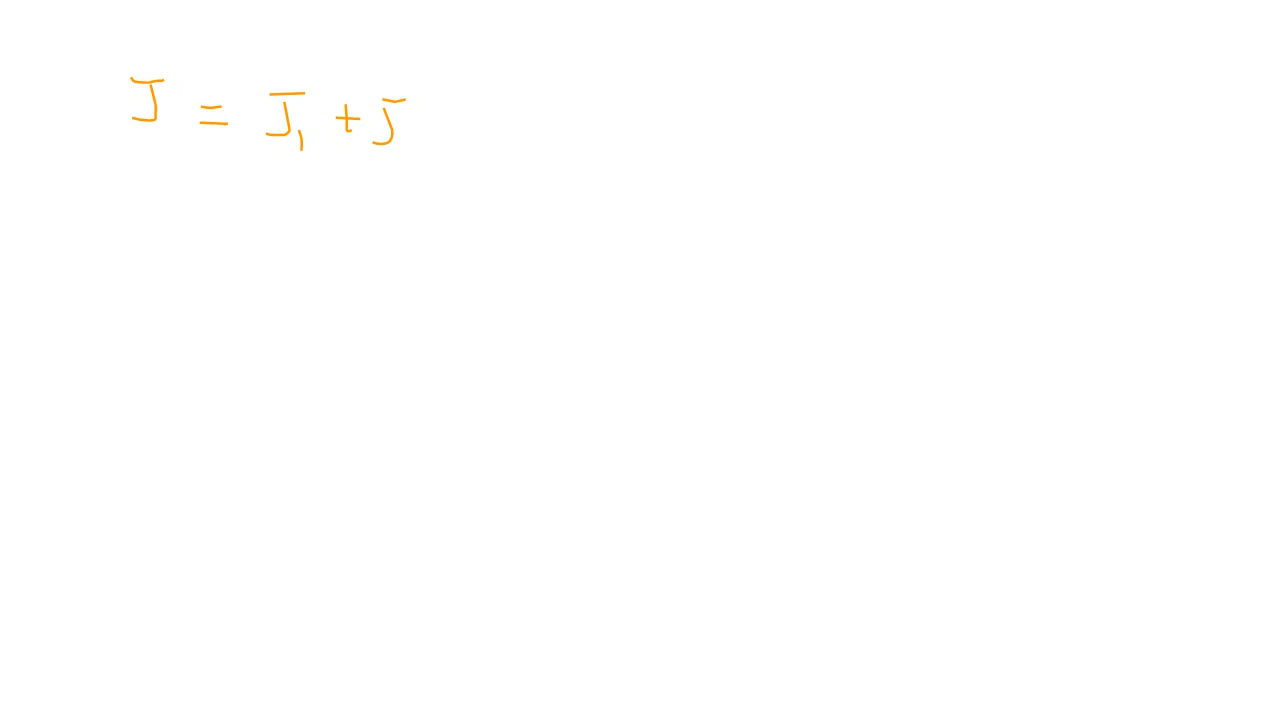 J = J₁ + J